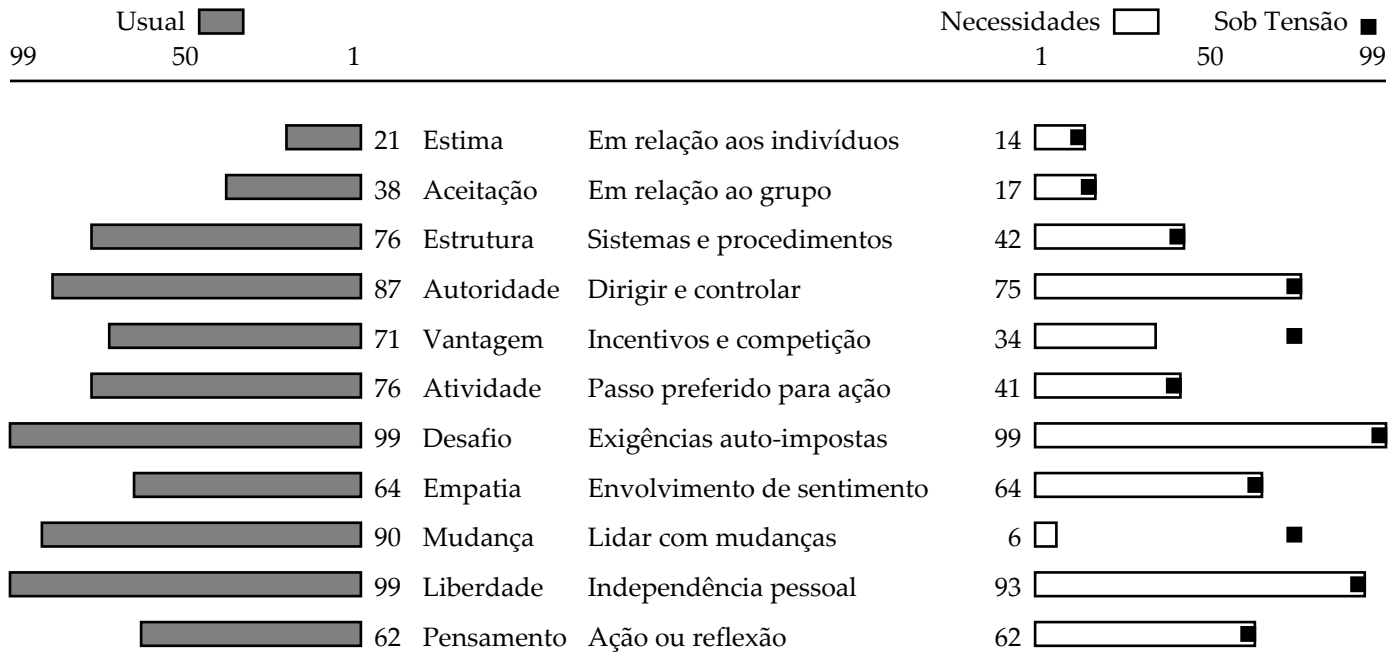 Usual Necessidades Sob Tensão
99 50 1 1 50 99
21 Estima Em relação aos indivíduos 14
38 Aceitação Em relação ao grupo 17
76 Estrutura Sistemas e procedimentos 42
87 Autoridade Dirigir e controlar 75
71 Vantagem Incentivos e competição 34
76 Atividade Passo preferido para ação 41
99 Desafio Exigências auto-impostas 99
64 Empatia Envolvimento de sentimento 64
90 Mudança Lidar com mudanças 6
99 Liberdade Independência pessoal 93
62 Pensamento Ação ou reflexão 62